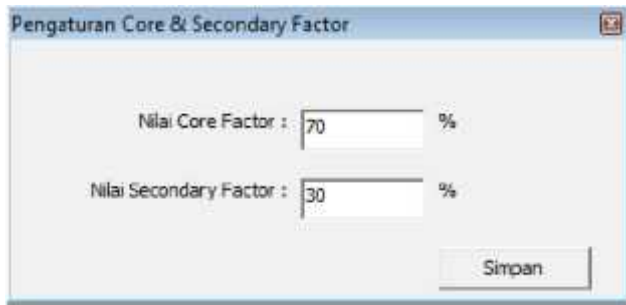 Pengaturan Core & Secondary Factor
Nilai Core Factor : 70 %
Nilai Secondary Factor : 30 %
Simpan